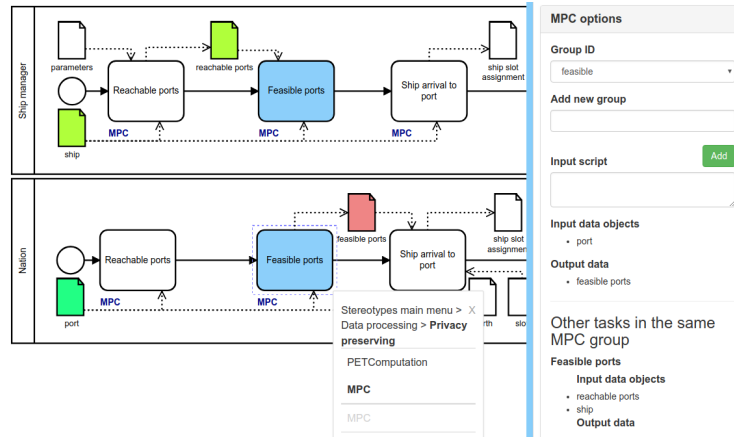 Ship manager
parameters
reachable ports
ship slot
assignment
Reachable ports
Feasible ports
Ship arrival to
port
MPC
MPC
MPC
ship
Nation
feasible ports
ship slot
assignment
Reachable ports
Feasible ports
Ship arrival to
port
MPC
MPC
port
Stereotypes main menu > X
Data processing > Privacy
preserving
PETComputation
MPC
MPC
MPC options
Group ID
feasible
Add new group
Input script
Add
Input data objects
• port
Output data
• feasible ports
Other tasks in the same
MPC group
Feasible ports
Input data objects
• reachable ports
• ship
Output data